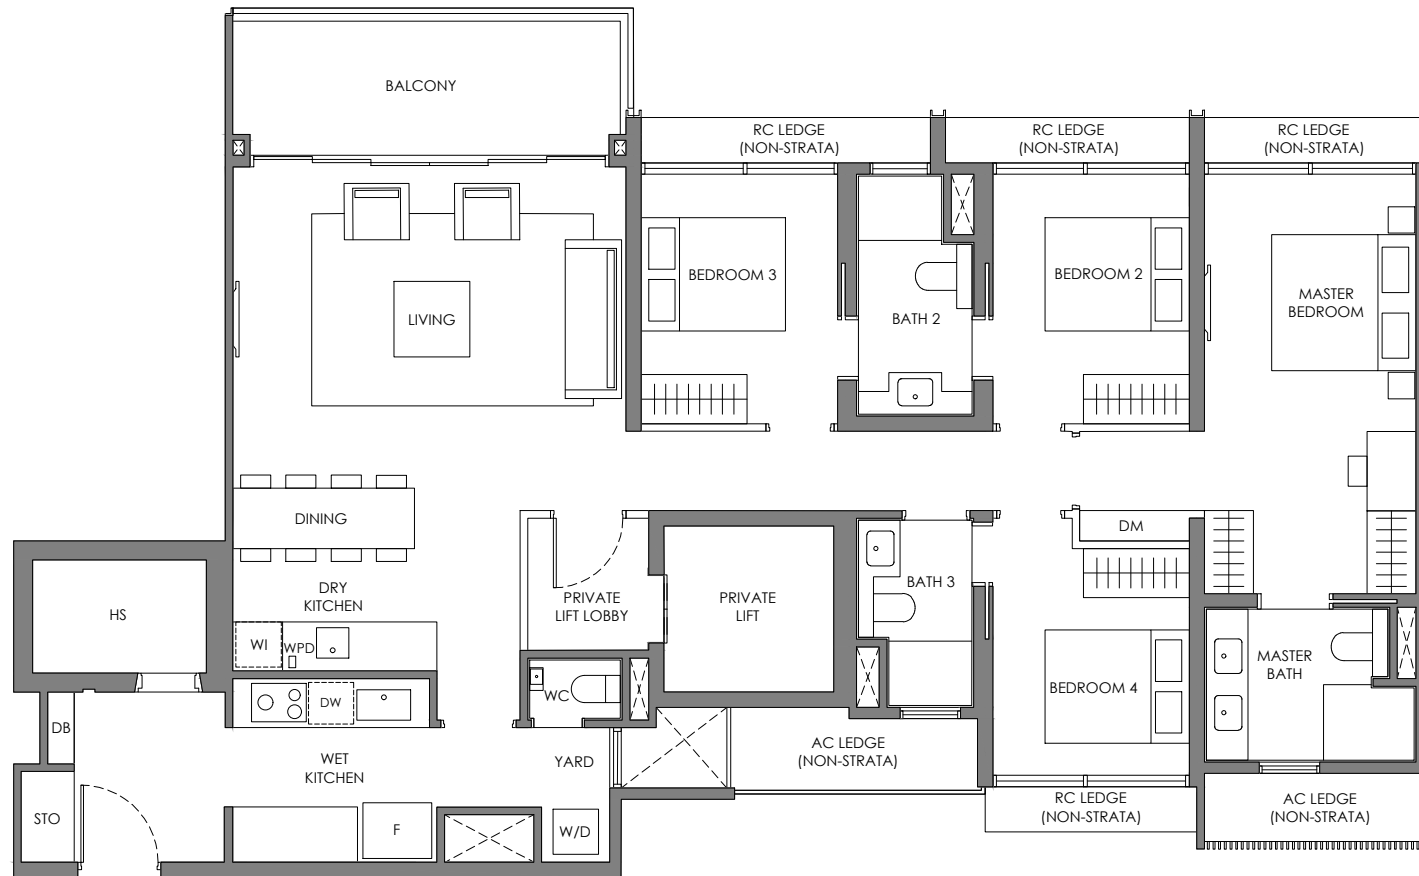 BALCONY
RC LEDGE
(NON-STRATA)
RC LEDGE
(NON-STRATA)
RC LEDGE
(NON-STRATA)
BEDROOM 3
BEDROOM 2
MASTER
BEDROOM
LIVING
BATH 2
DINING
DM
DRY
KITCHEN
PRIVATE
LIFT LOBBY
PRIVATE
LIFT
BATH 3
HS
WI
WPD
MASTER
BATH
WC
BEDROOM 4
DW
DB
WET
KITCHEN
YARD
AC LEDGE
(NON-STRATA)
RC LEDGE
(NON-STRATA)
AC LEDGE
(NON-STRATA)
STO
F
W/D